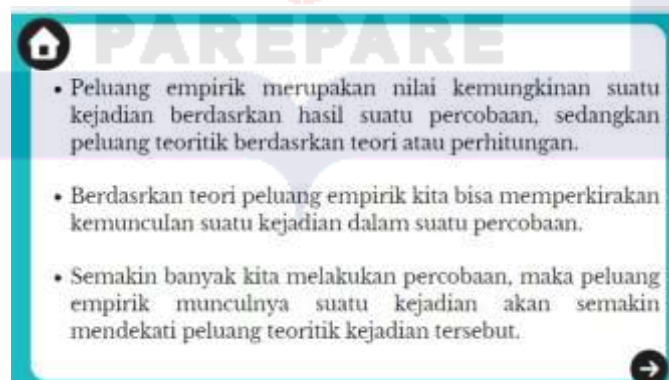 PAREPARE
• Peluang empirik merupakan nilai kemungkinan suatu
kejadian berdasrkan hasil suatu percobaan, sedangkan
peluang teoritik berdasrkan teori atau perhitungan.
• Berdasrkan teori peluang empirik kita bisa memperkirakan
kemunculan suatu kejadian dalam suatu percobaan.
• Semakin banyak kita melakukan percobaan, maka peluang
empirik munculnya suatu kejadian akan semakin
mendekati peluang teoritik kejadian tersebut.